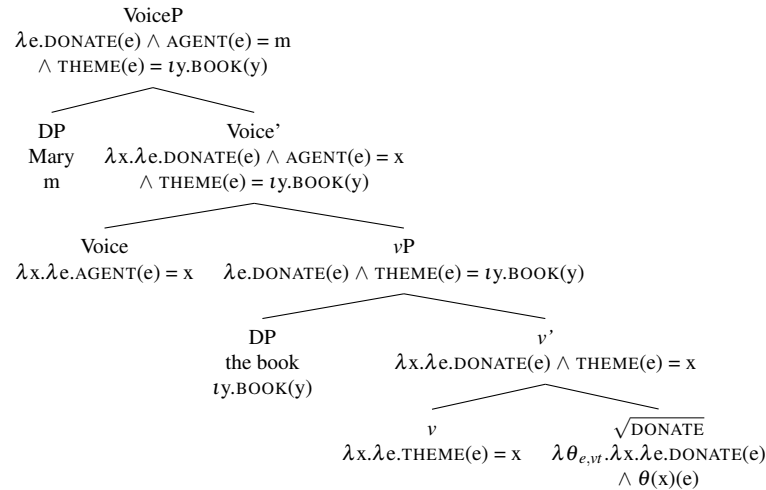 VoiceP
λe.DONATE(e) ∧ AGENT(e) = m
∧ THEME(e) = ιy.BOOK(y)
DP
Mary
m
Voice’
λx.λe.DONATE(e) ∧ AGENT(e) = x
∧ THEME(e) = ιy.BOOK(y)
Voice
λx.λe.AGENT(e) = x
vP
λe.DONATE(e) ∧ THEME(e) = ιy.BOOK(y)
DP
the book
ιy.BOOK(y)
v’
λx.λe.DONATE(e) ∧ THEME(e) = x
v
λx.λe.THEME(e) = x
√DONATE
λθe,vt.λx.λe.DONATE(e)
∧ θ(x)(e)